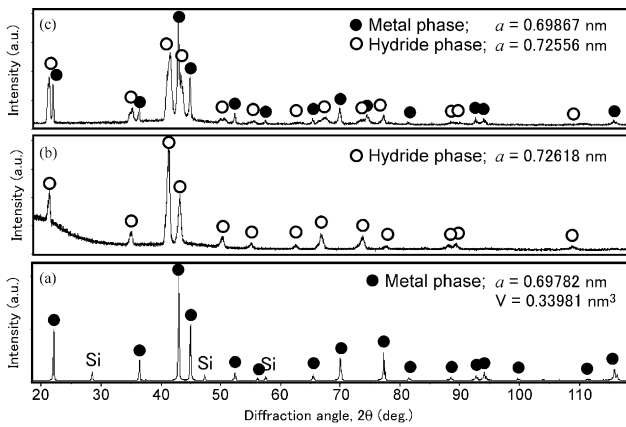 (c)
Metal phase; a = 0.69867 nm
Hydride phase; a = 0.72556 nm
Intensity (a.u.)
(b)
Hydride phase; a = 0.72618 nm
Intensity (a.u.)
(a)
Metal phase; a = 0.69782 nm
V = 0.33981 nm³
Intensity (a.u.)
Si Si Si
20 30 40 50 60 70 80 90 100 110
Diffraction angle, 2θ (deg.)